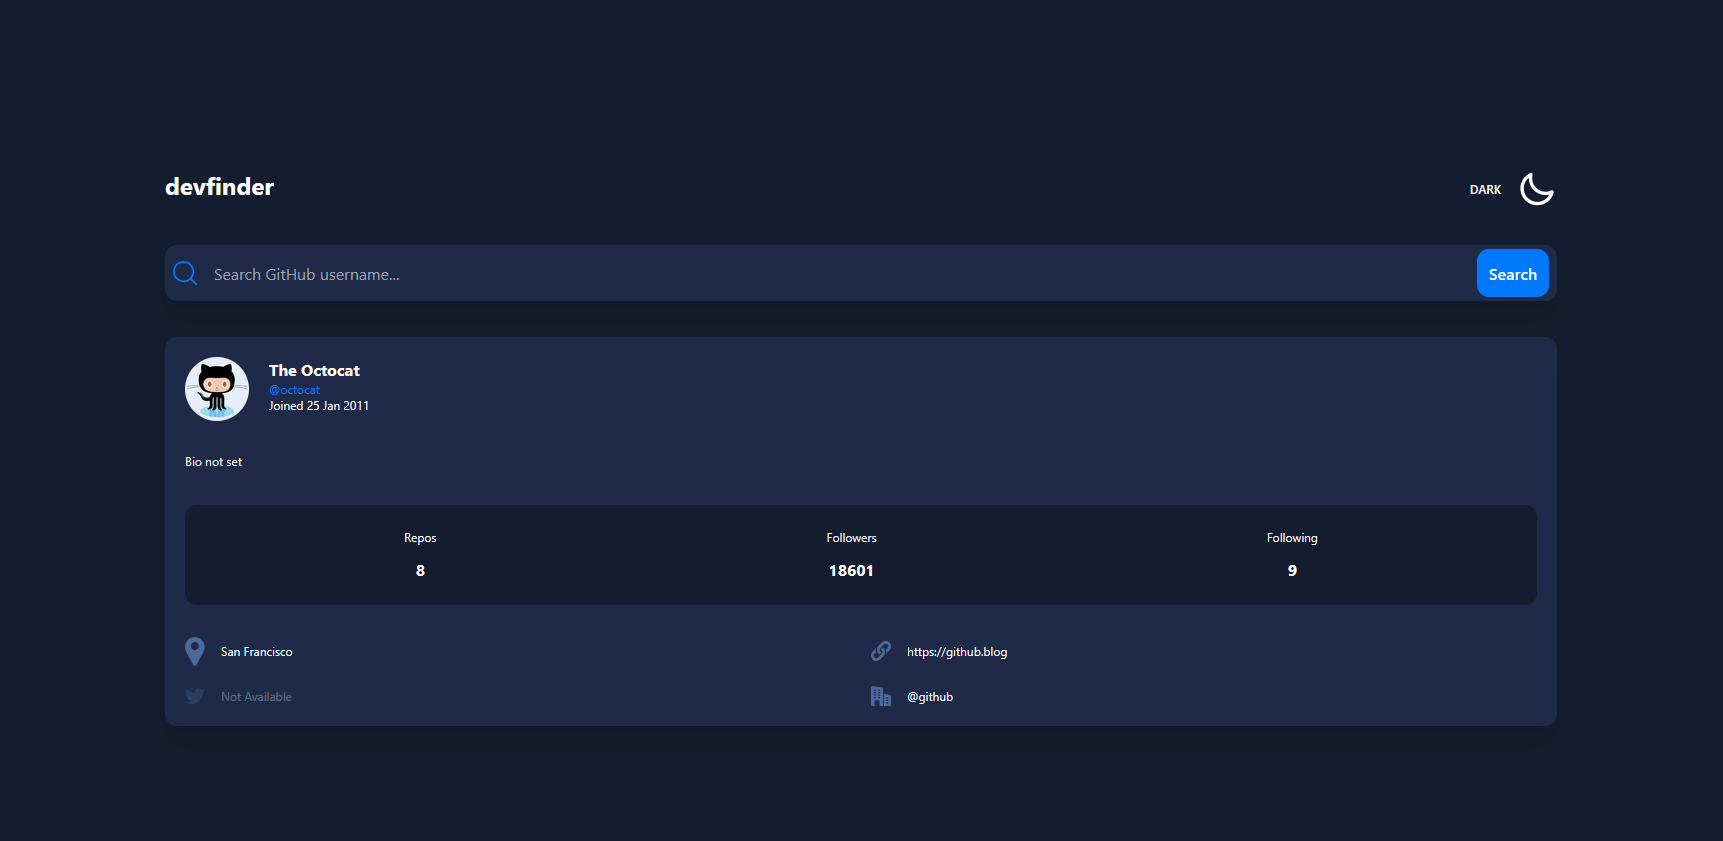 devfinder
DARK
Search GitHub username...
Search
The Octocat
@octocat
Joined 25 Jan 2011
Bio not set
Repos
Followers
Following
8
18601
9
San Francisco
https://github.blog
Not Available
@github